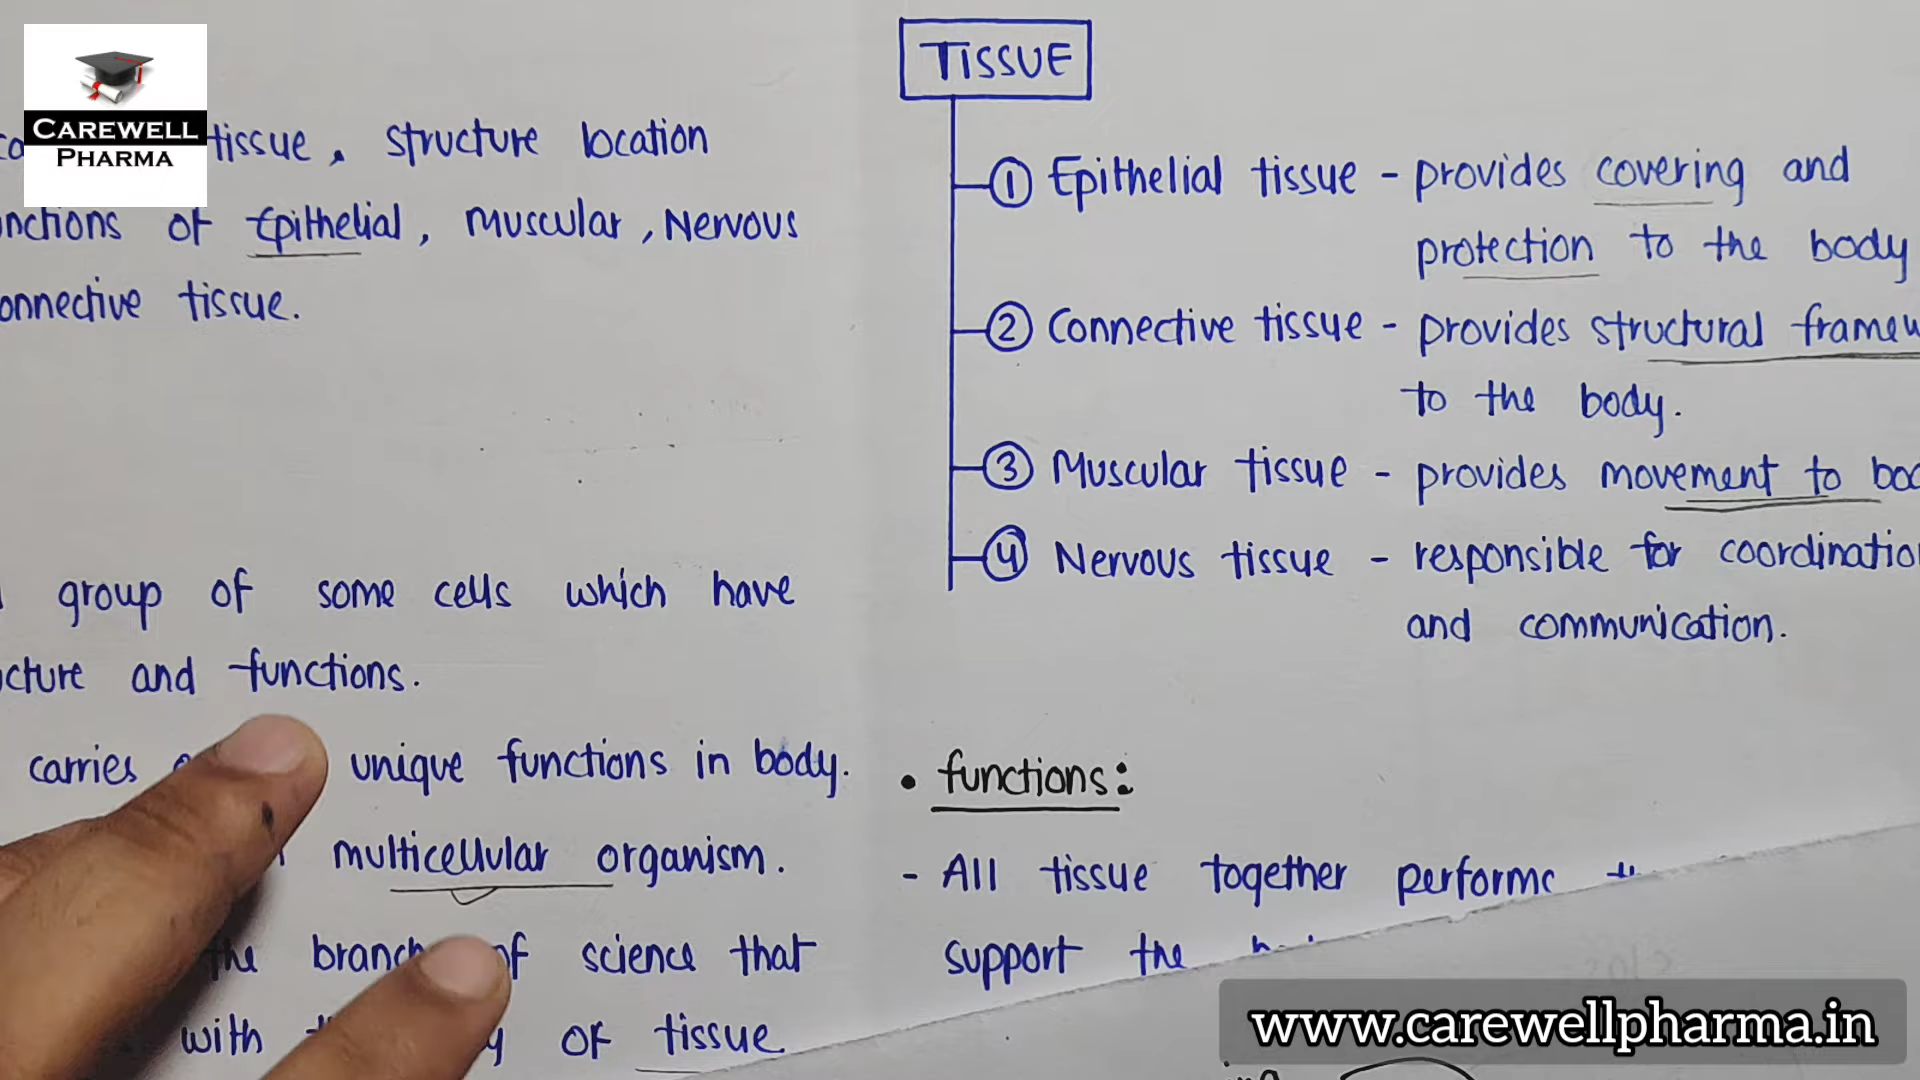 CAREWELL
PHARMA
tissue, structure location
of Epithelial, Muscular, Nervous
tissue.
group of some cells which have
and functions.
carries unique functions in body.
multicellular organism.
the branch of science that
with of tissue
TISSUE
① Epithelial tissue - provides covering and
protection to the body
② Connective tissue - provides structural
to the body.
③ Muscular tissue - provides movement to
④ Nervous tissue - responsible for
and communication.
• functions:
- All tissue together
support the
www.carewellpharma.in